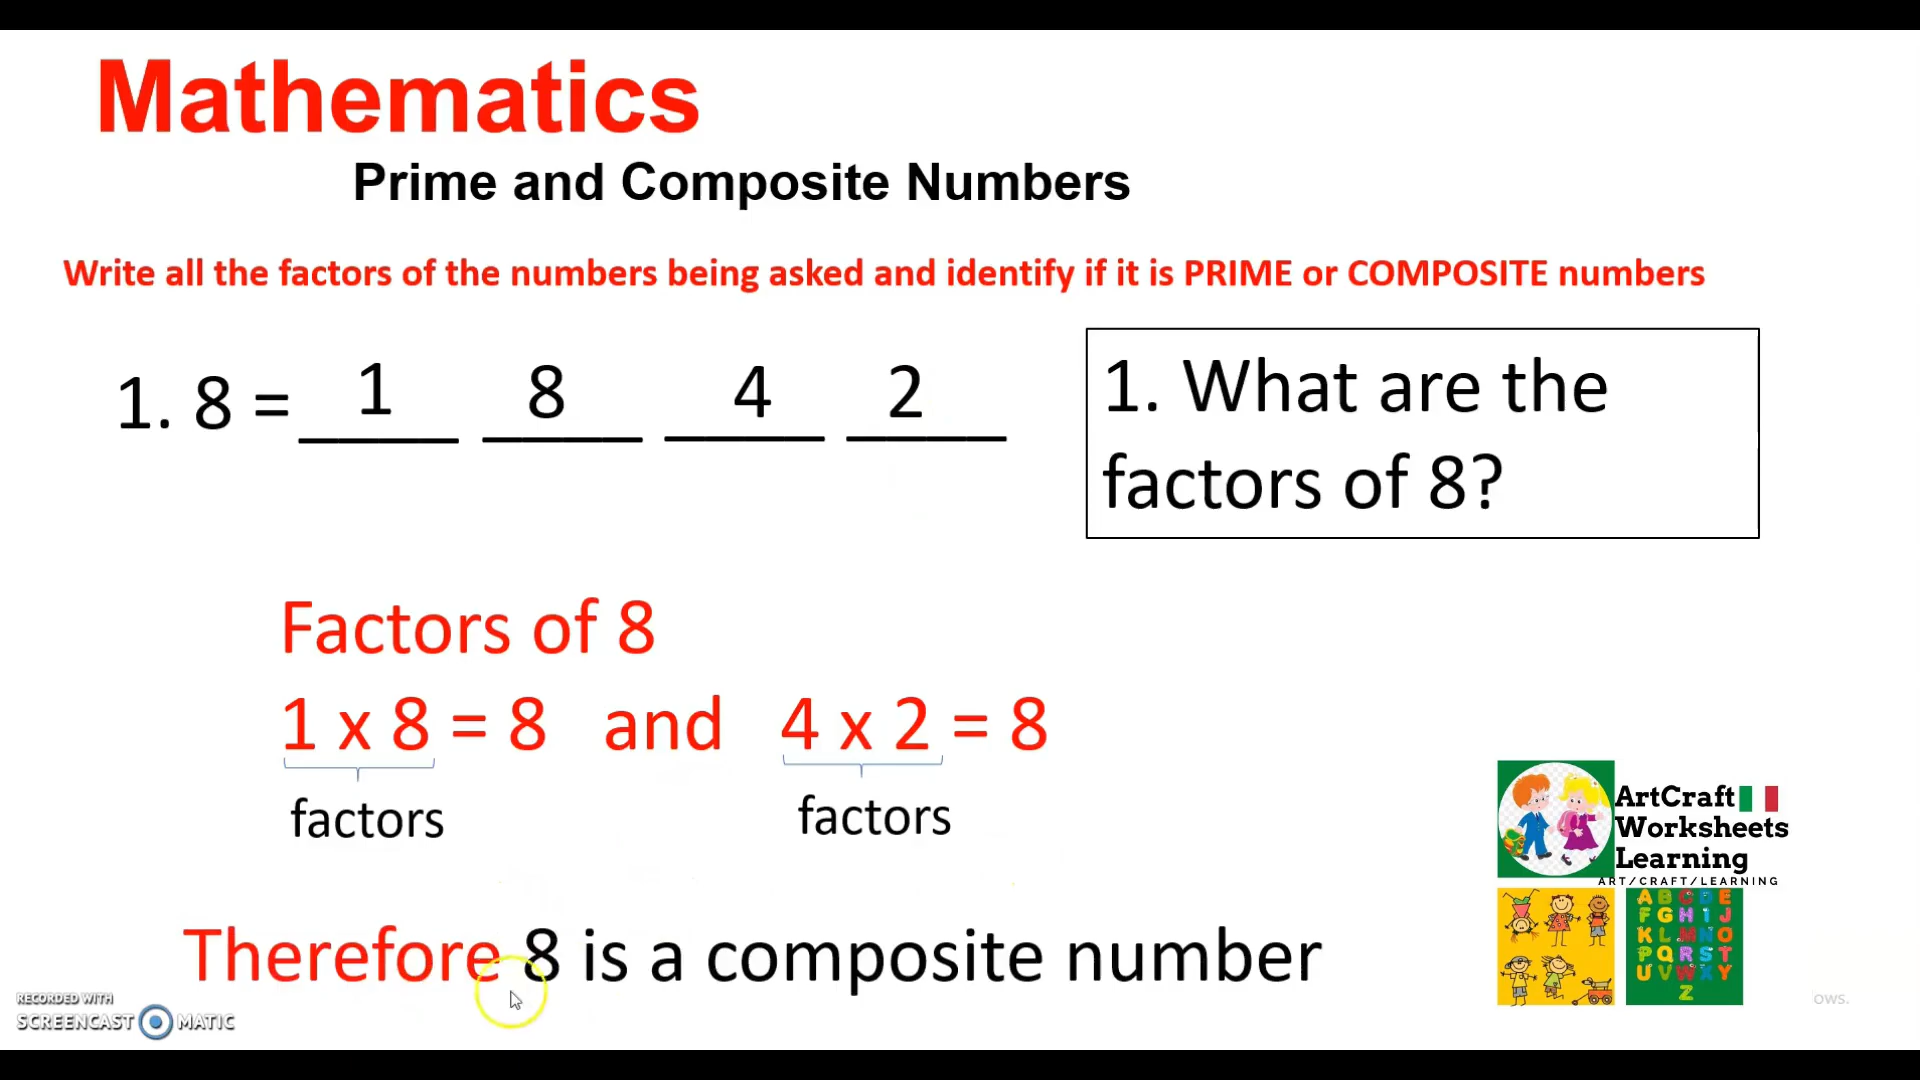 Mathematics
Prime and Composite Numbers
Write all the factors of the numbers being asked and identify if it is PRIME or COMPOSITE numbers
1. 8 = 1 8 4 2
1. What are the
factors of 8?
Factors of 8
1 x 8 = 8 and 4 x 2 = 8
factors factors
Therefore 8 is a composite number
ArtCraft
Worksheets
Learning
ART/CRAFT/LEARNING
A B C D E
F G H I J
K L M N O
P Q R S T
U V W X Y
Z
RECORDED WITH
SCREENCAST MATIC
ows.